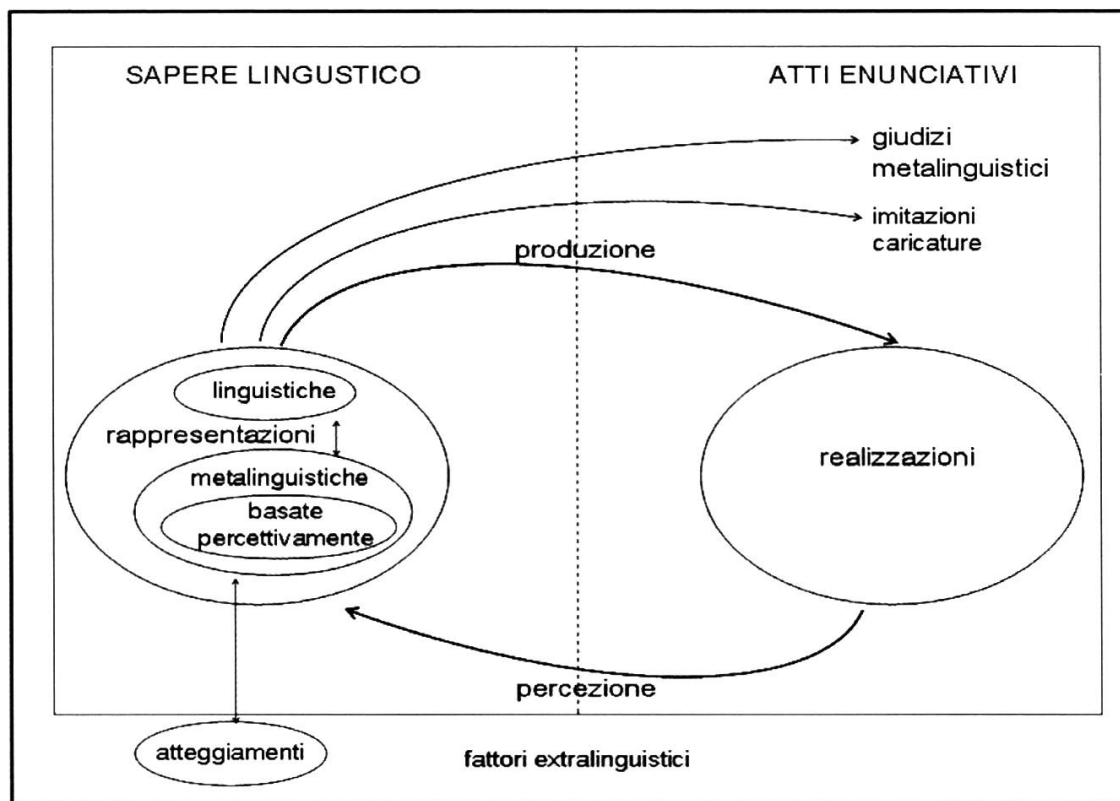 SAPERE LINGUSTICO
ATTI ENUNCIATIVI
giudizi
metalinguistici
imitazioni
caricature
produzione
linguistiche
rappresentazioni
metalinguistiche
basate
percettivamente
realizzazioni
percezione
atteggiamenti
fattori extralinguistici